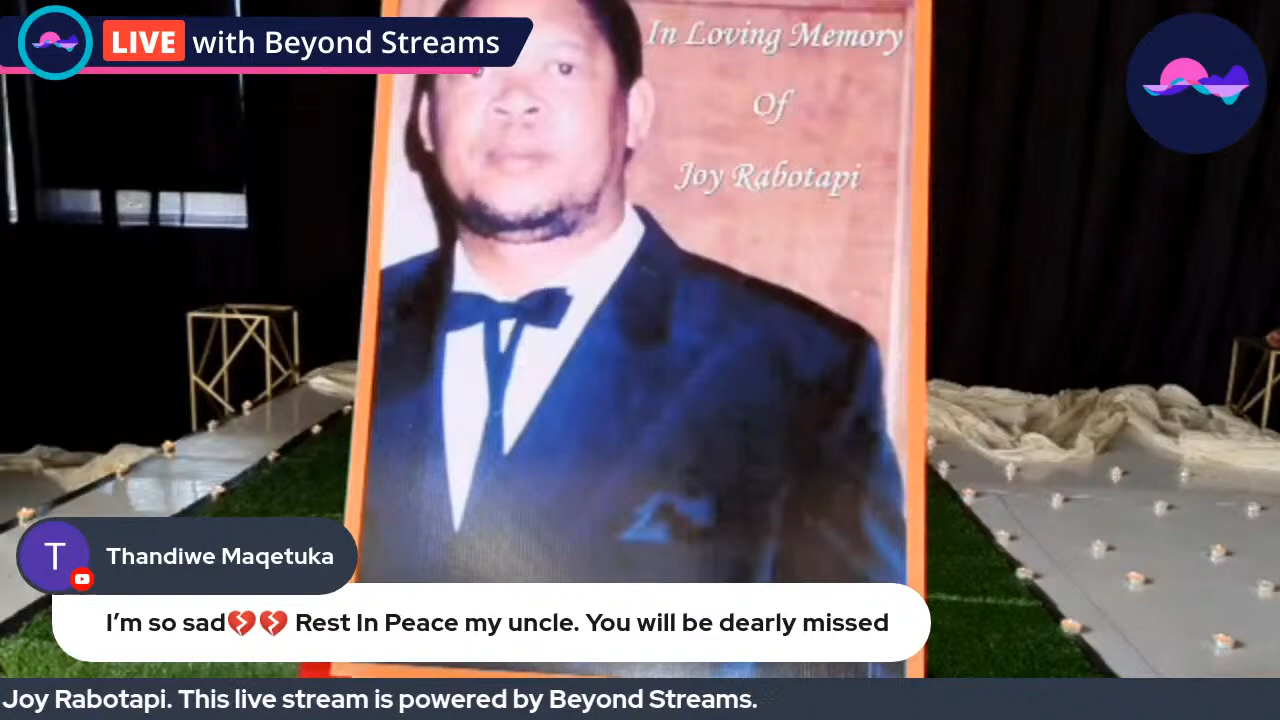 LIVE with Beyond Streams
In Loving Memory
Of
Joy Rabotapi
T
Thandiwe Maqetuka
I’m so sad💔💔 Rest In Peace my uncle. You will be dearly missed
Joy Rabotapi. This live stream is powered by Beyond Streams.